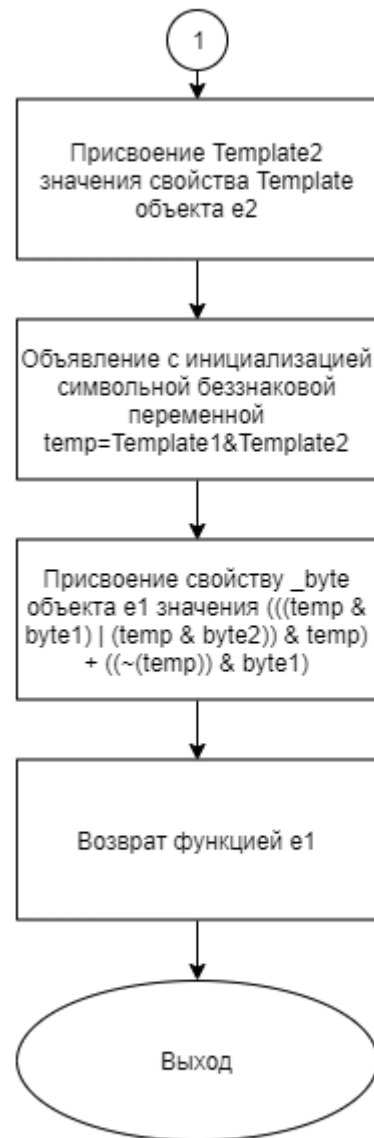 1
Присвоение Template2
значения свойства Template
объекта e2
Объявление с инициализацией
символьной беззнаковой
переменной
temp=Template1&Template2
Присвоение свойству _byte
объекта e1 значения (((temp &
byte1) | (temp & byte2)) & temp)
+ ((~(temp)) & byte1)
Возврат функцией e1
Выход